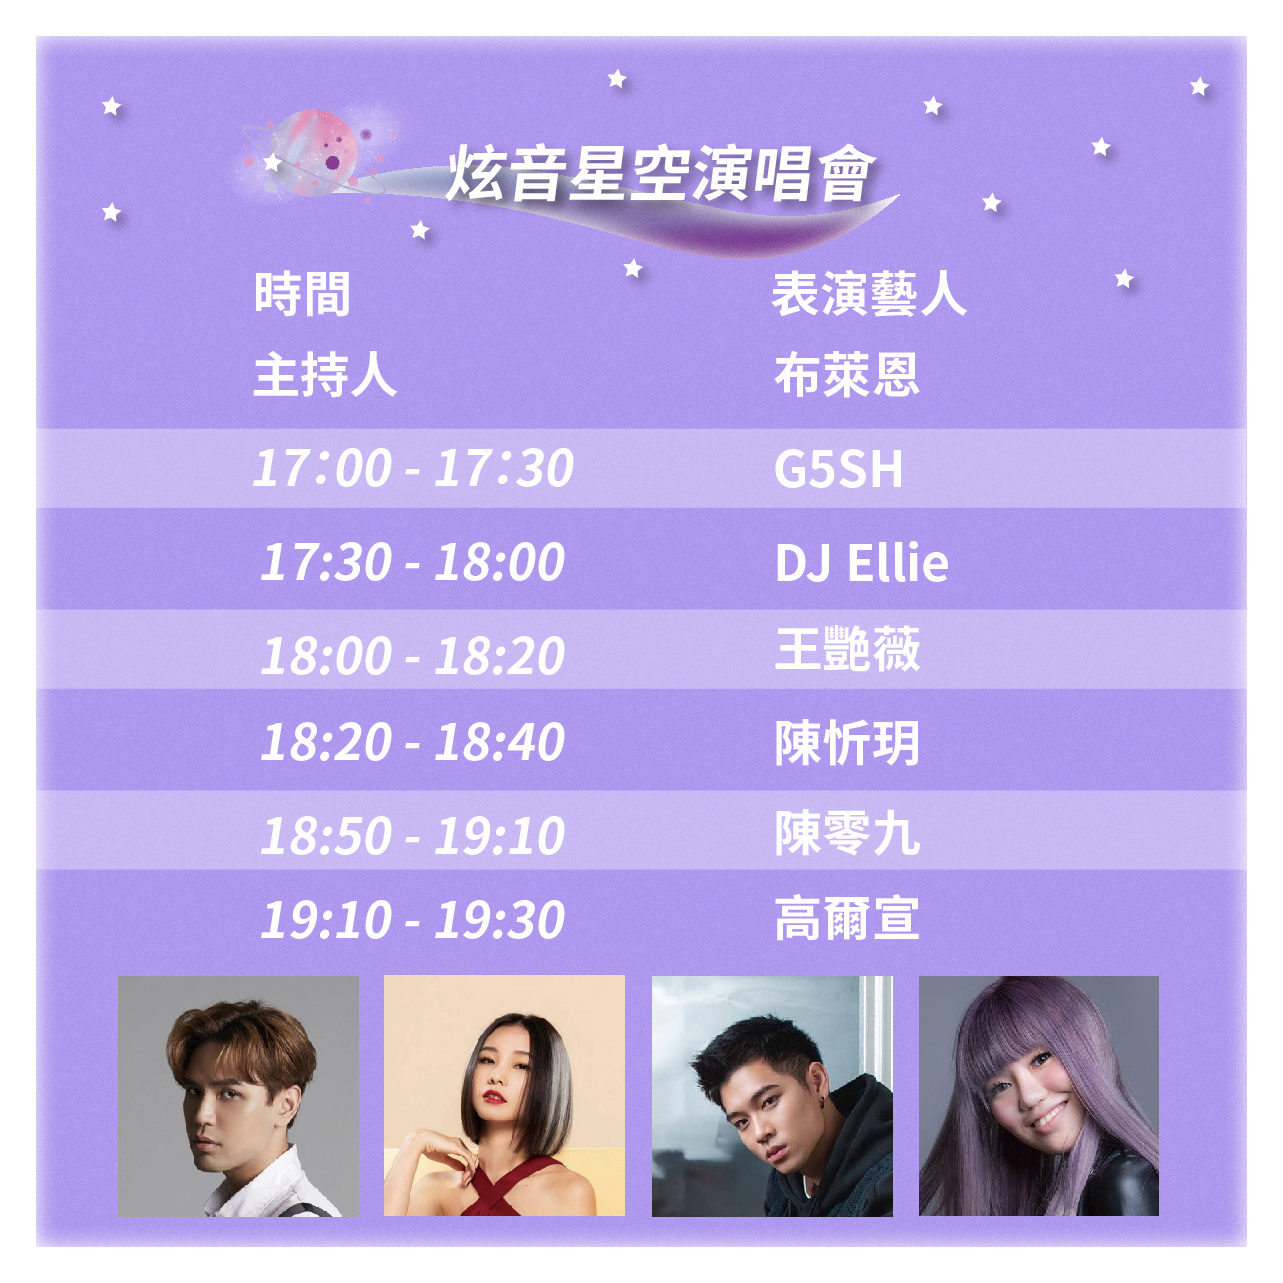 炫音星空演唱會
時間 表演藝人
主持人 布萊恩
17:00 - 17:30 G5SH
17:30 - 18:00 DJ Ellie
18:00 - 18:20 王艷薇
18:20 - 18:40 陳忻玥
18:50 - 19:10 陳零九
19:10 - 19:30 高爾宣